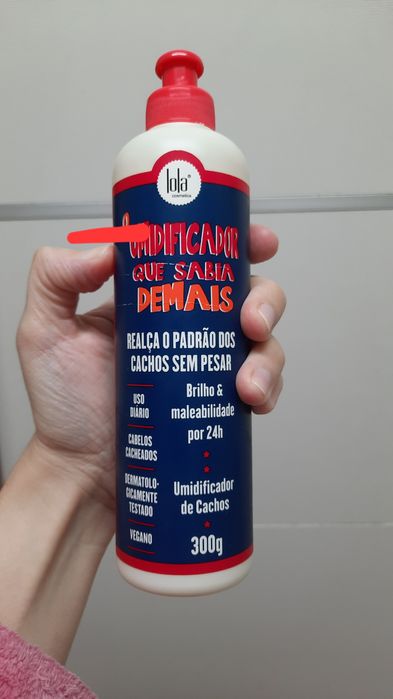 lola®
cosmetics
UMIDIFICADOR
QUE SABIA
DEMAIS
REALÇA O PADRÃO DOS
CACHOS SEM PESAR
USO
DIÁRIO
CABELOS
CACHEADOS
DERMATOLO-
GICAMENTE
TESTADO
VEGANO
Brilho &
maleabilidade
por 24h
Umidificador
de Cachos
300g